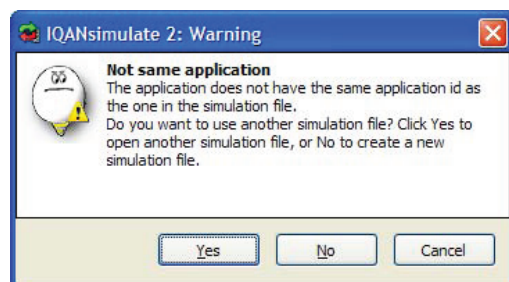 IQANsimulate 2: Warning
Not same application
The application does not have the same application id as
the one in the simulation file.
Do you want to use another simulation file? Click Yes to
open another simulation file, or No to create a new
simulation file.
Yes No Cancel